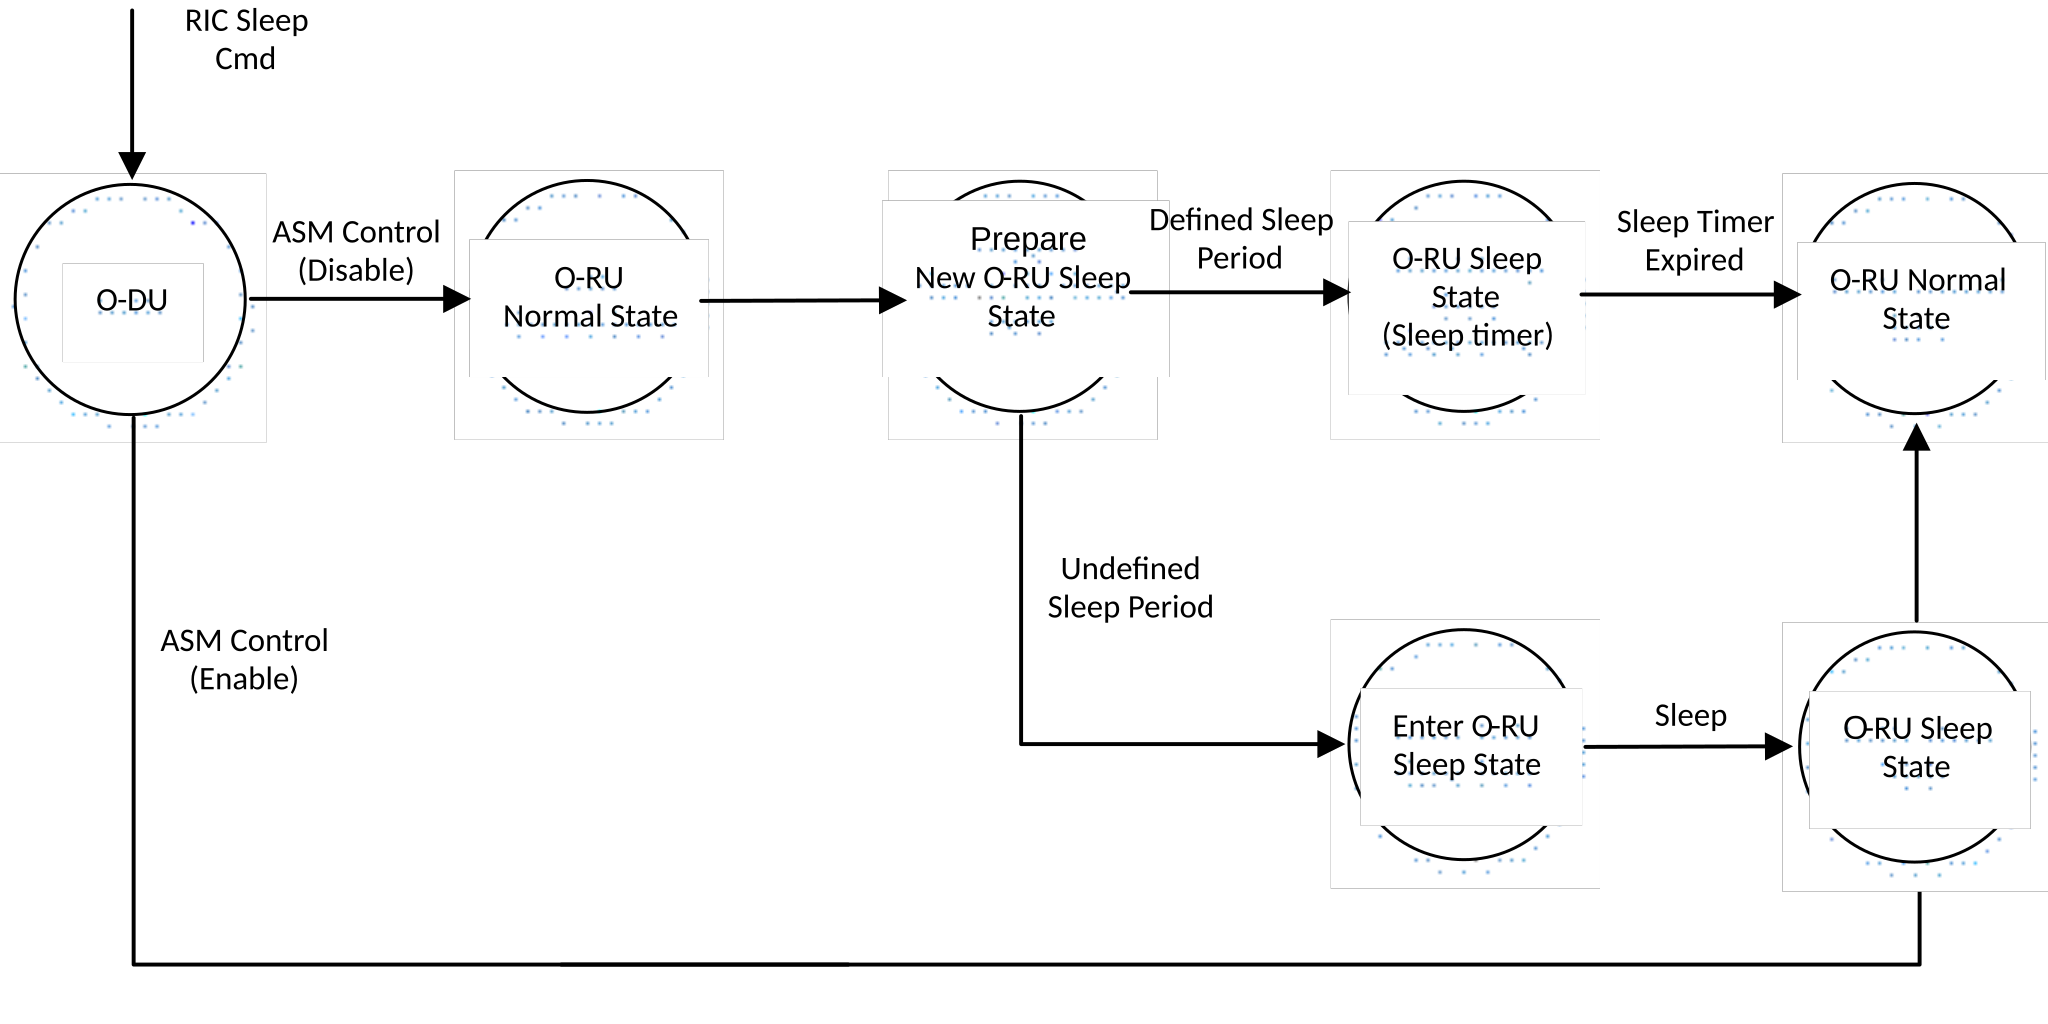 RIC Sleep
Cmd
O-DU
ASM Control
(Disable)
O-RU
Normal State
Prepare
New O-RU Sleep
State
Defined Sleep
Period
O-RU Sleep
State
(Sleep timer)
Sleep Timer
Expired
O-RU Normal
State
Undefined
Sleep Period
ASM Control
(Enable)
Enter O-RU
Sleep State
Sleep
O-RU Sleep
State